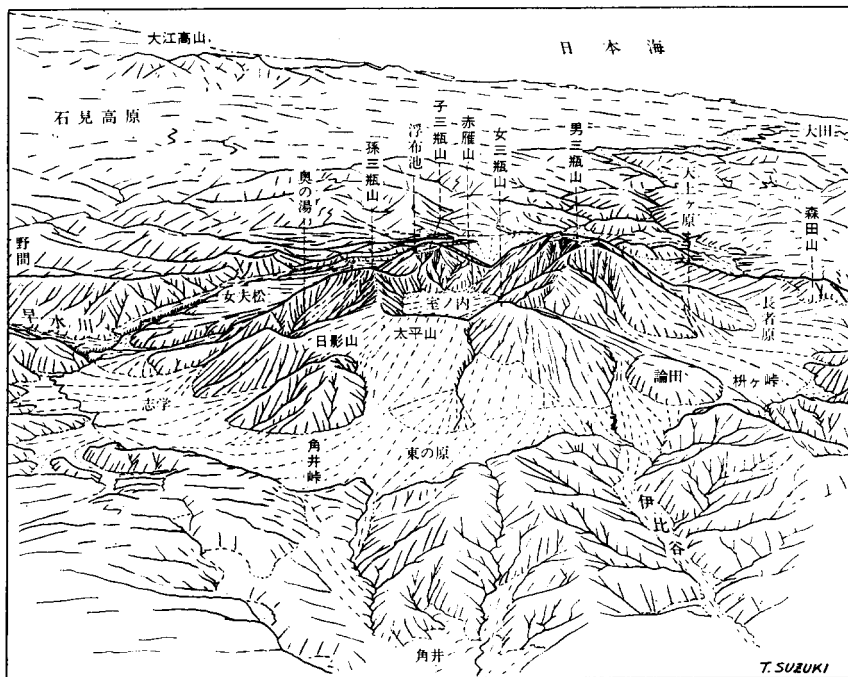 大江高山
日本海
石見高原
大田
子三瓶山
赤雁山
女三瓶山
男三瓶山
浮布池
孫三瓶山
奥の湯
大土ヶ原
森田山
野間
女夫松
室ノ内
長者原
早水川
日影山
太平山
論田
枡ヶ峠
志学
角井峠
東の原
伊比谷
角井
T. SUZUKI